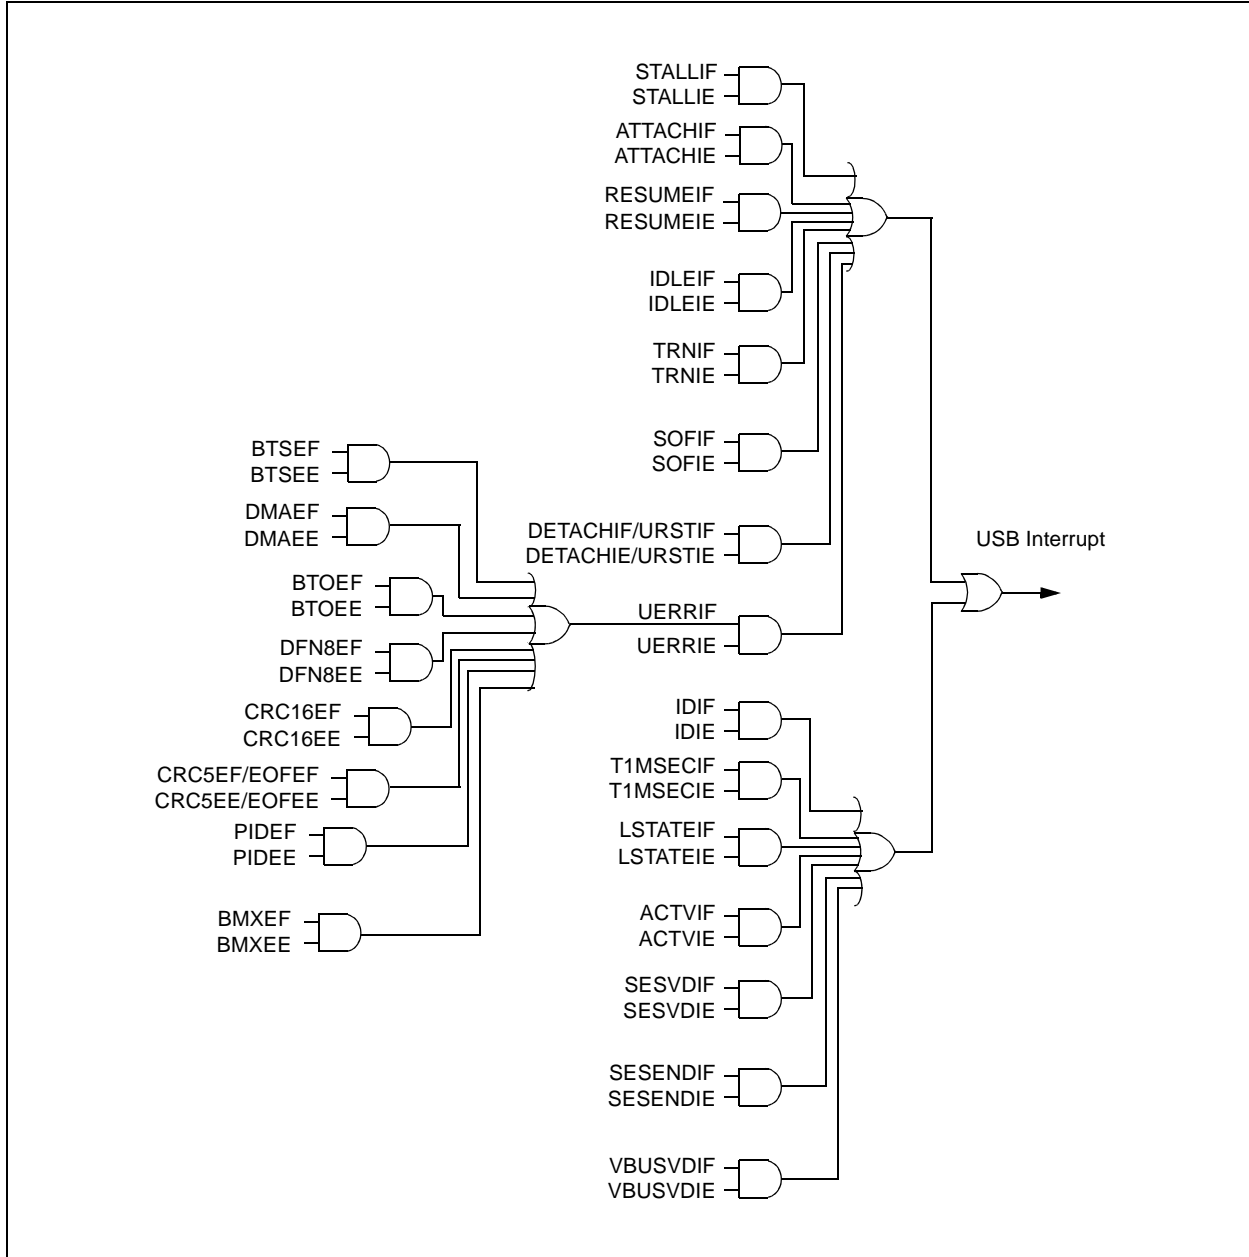 STALLIF
STALLIE
ATTACHIF
ATTACHIE
RESUMEIF
RESUMEIE
IDLEIF
IDLEIE
TRNIF
TRNIE
SOFIF
SOFIE
DETACHIF/URSTIF
DETACHIE/URSTIE
UERRIF
UERRIE
BTSEF
BTSEE
DMAEF
DMAEE
BTOEF
BTOEE
DFN8EF
DFN8EE
CRC16EF
CRC16EE
CRC5EF/EOFEF
CRC5EE/EOFEE
PIDEF
PIDEE
BMXEF
BMXEE
IDIF
IDIE
T1MSECIF
T1MSECIE
LSTATEIF
LSTATEIE
ACTVIF
ACTVIE
SESVDIF
SESVDIE
SESENDIF
SESENDIE
VBUSVDIF
VBUSVDIE
USB Interrupt